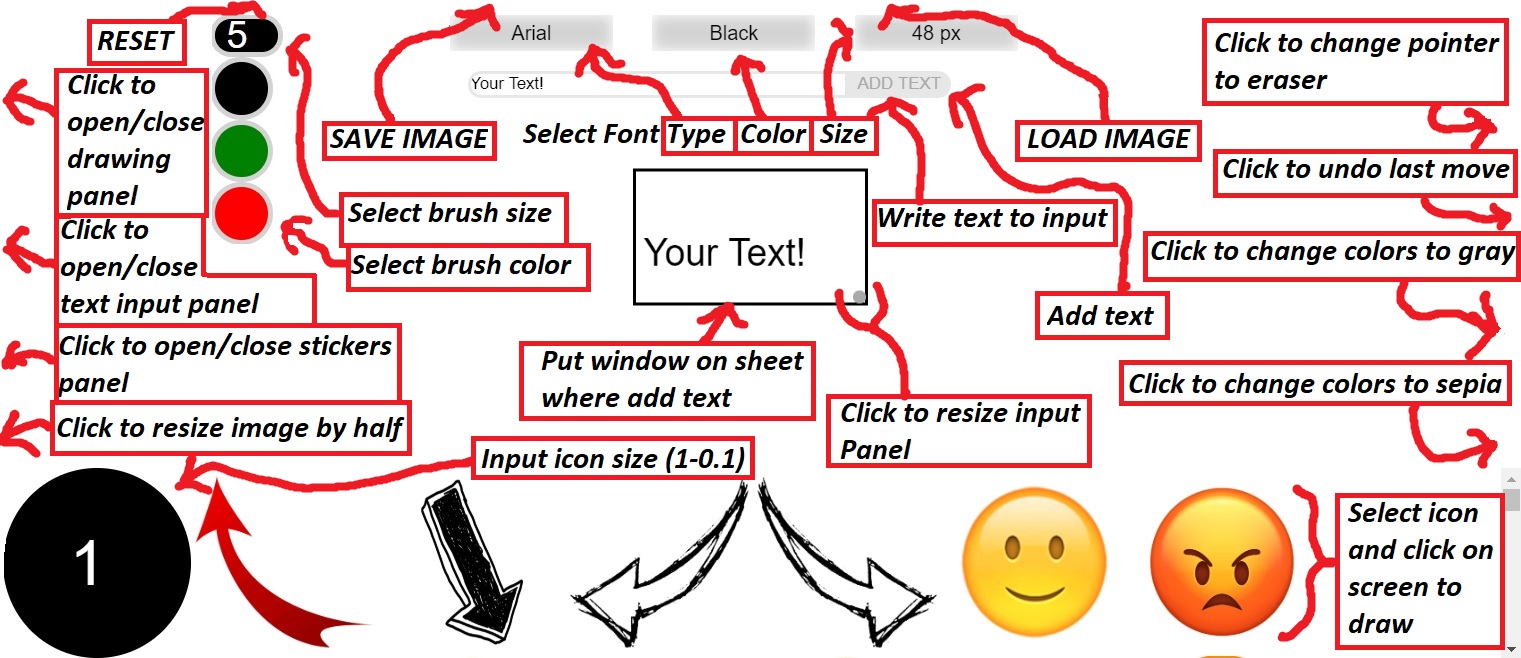 RESET
5
Arial
Black
48 px
Click to change pointer
to eraser
Your Text!
ADD TEXT
Click to
open/close
drawing
panel
SAVE IMAGE
Select Font
Type
Color
Size
LOAD IMAGE
Click to undo last move
Select brush size
Write text to input
Click to
open/close
text input panel
Select brush color
Your Text!
Click to change colors to gray
Add text
Click to open/close stickers
panel
Put window on sheet
where add text
Click to change colors to sepia
Click to resize image by half
Click to resize input
Panel
Input icon size (1-0.1)
1
Select icon
and click on
screen to
draw